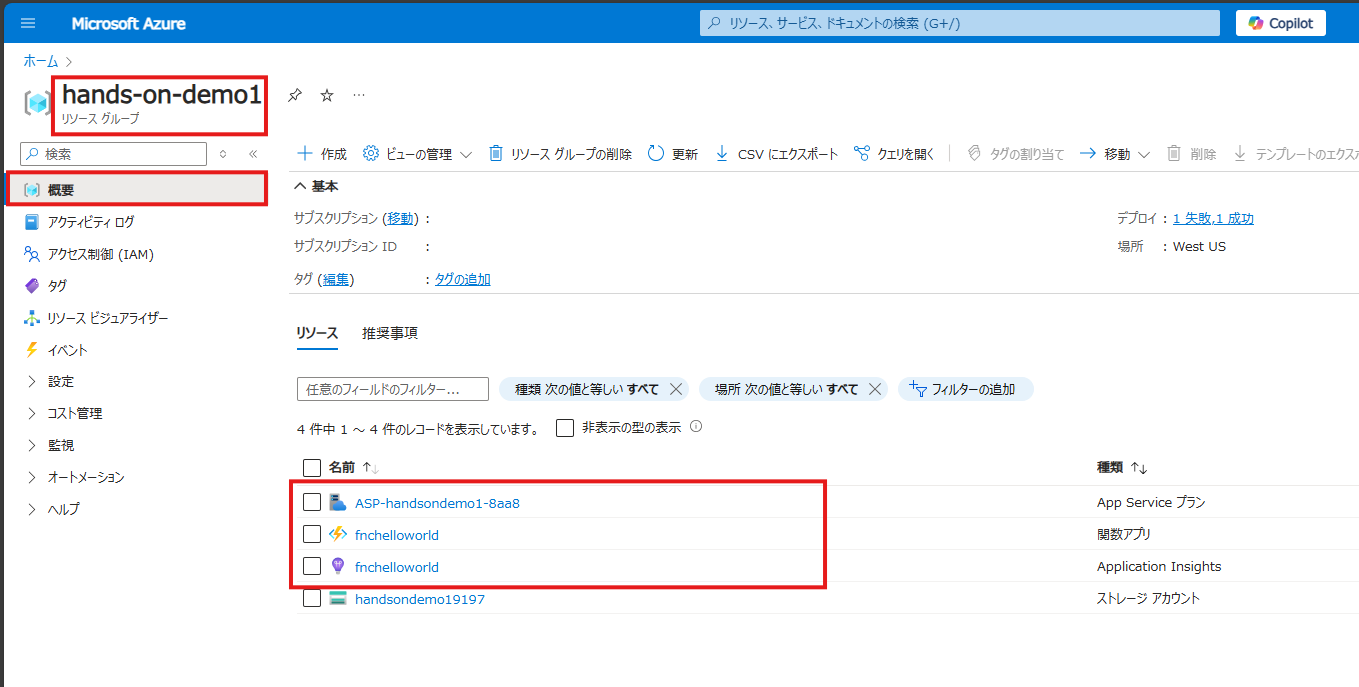 Microsoft Azure
リソース、サービス、ドキュメントの検索 (G+/)
Copilot
ホーム
hands-on-demo1
リソース グループ
検索
作成
ビューの管理
リソース グループの削除
更新
CSV にエクスポート
クエリを開く
タグの割り当て
移動
削除
テンプレートのエクスポ
概要
アクティビティ ログ
アクセス制御 (IAM)
タグ
リソース ビジュアライザー
イベント
設定
コスト管理
監視
オートメーション
ヘルプ
基本
サブスクリプション (移動) :
サブスクリプション ID :
タグ (編集) : タグの追加
デプロイ : 1 失敗,1 成功
場所 : West US
リソース
推奨事項
任意のフィールドのフィルター...
種類 次の値と等しい すべて
場所 次の値と等しい すべて
フィルターの追加
4 件中 1 ～ 4 件のレコードを表示しています。
非表示の型の表示
名前 種類
ASP-handsondemo1-8aa8 App Service プラン
fnchelloworld 関数アプリ
fnchelloworld Application Insights
handsondemo19197 ストレージ アカウント